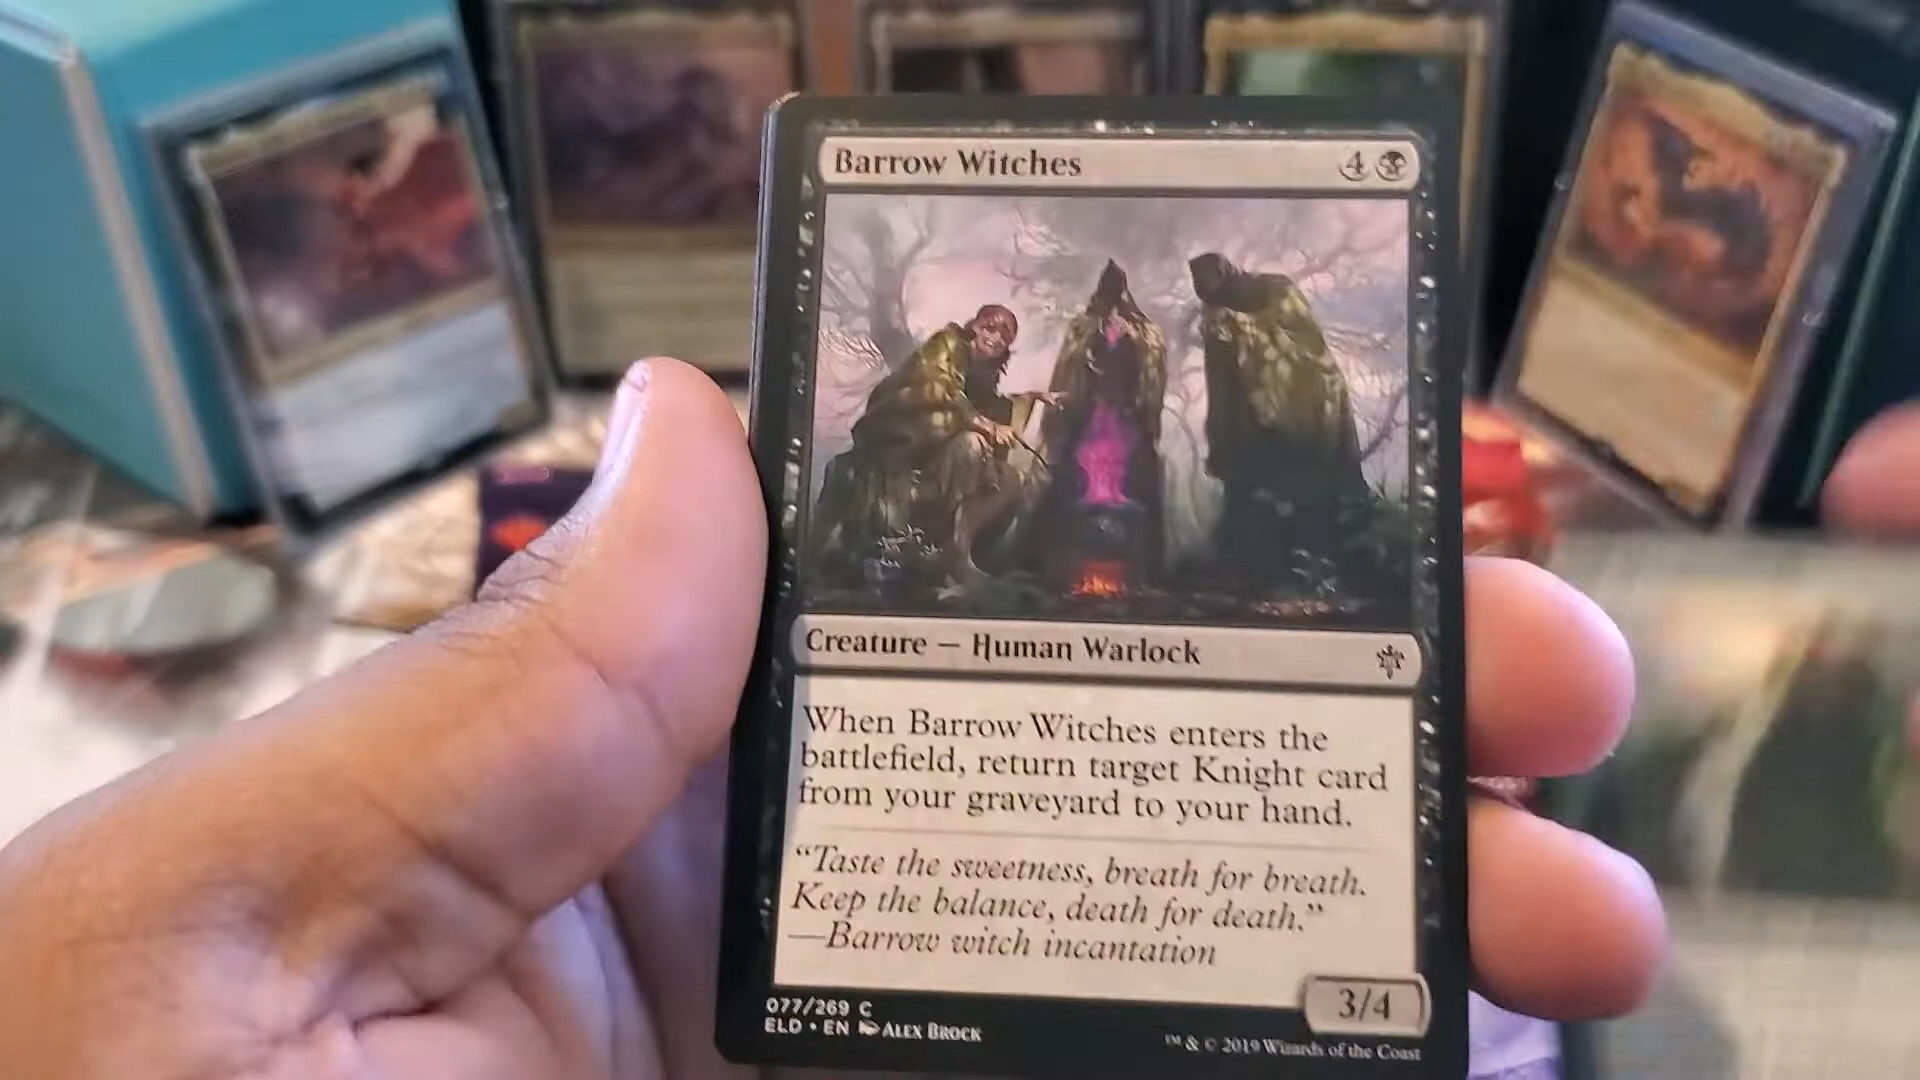 Barrow Witches 4
Creature — Human Warlock
When Barrow Witches enters the
battlefield, return target Knight card
from your graveyard to your hand.
“Taste the sweetness, breath for breath.
Keep the balance, death for death.”
—Barrow witch incantation
3/4
077/269 C
ELD • EN ALEX BROCK
™ & © 2019 Wizards of the Coast